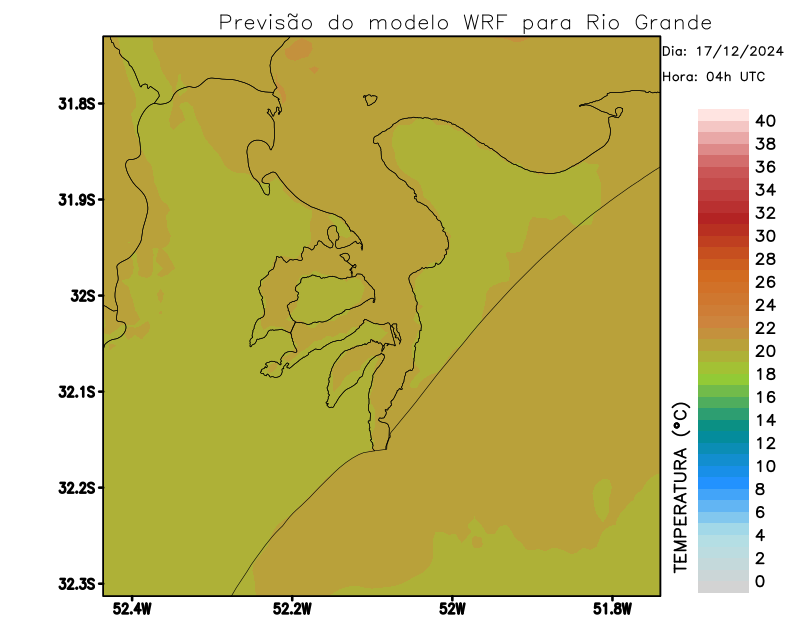 Previsão do modelo WRF para Rio Grande
Dia: 17/12/2024
Hora: 04h UTC
31.8S
31.9S
32S
32.1S
32.2S
32.3S
52.4W
52.2W
52W
51.8W
TEMPERATURA (°C)
40
38
36
34
32
30
28
26
24
22
20
18
16
14
12
10
8
6
4
2
0